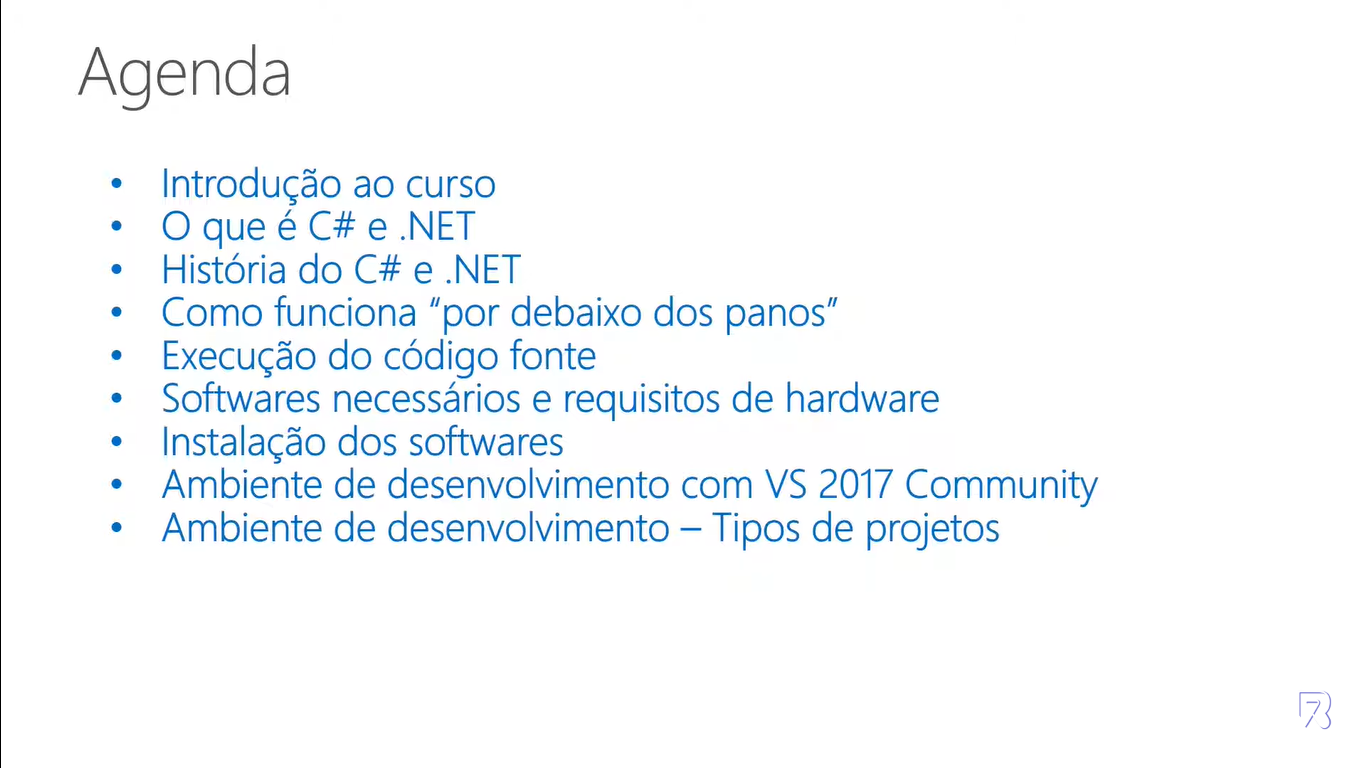 Agenda
• Introdução ao curso
• O que é C# e .NET
• História do C# e .NET
• Como funciona “por debaixo dos panos”
• Execução do código fonte
• Softwares necessários e requisitos de hardware
• Instalação dos softwares
• Ambiente de desenvolvimento com VS 2017 Community
• Ambiente de desenvolvimento – Tipos de projetos